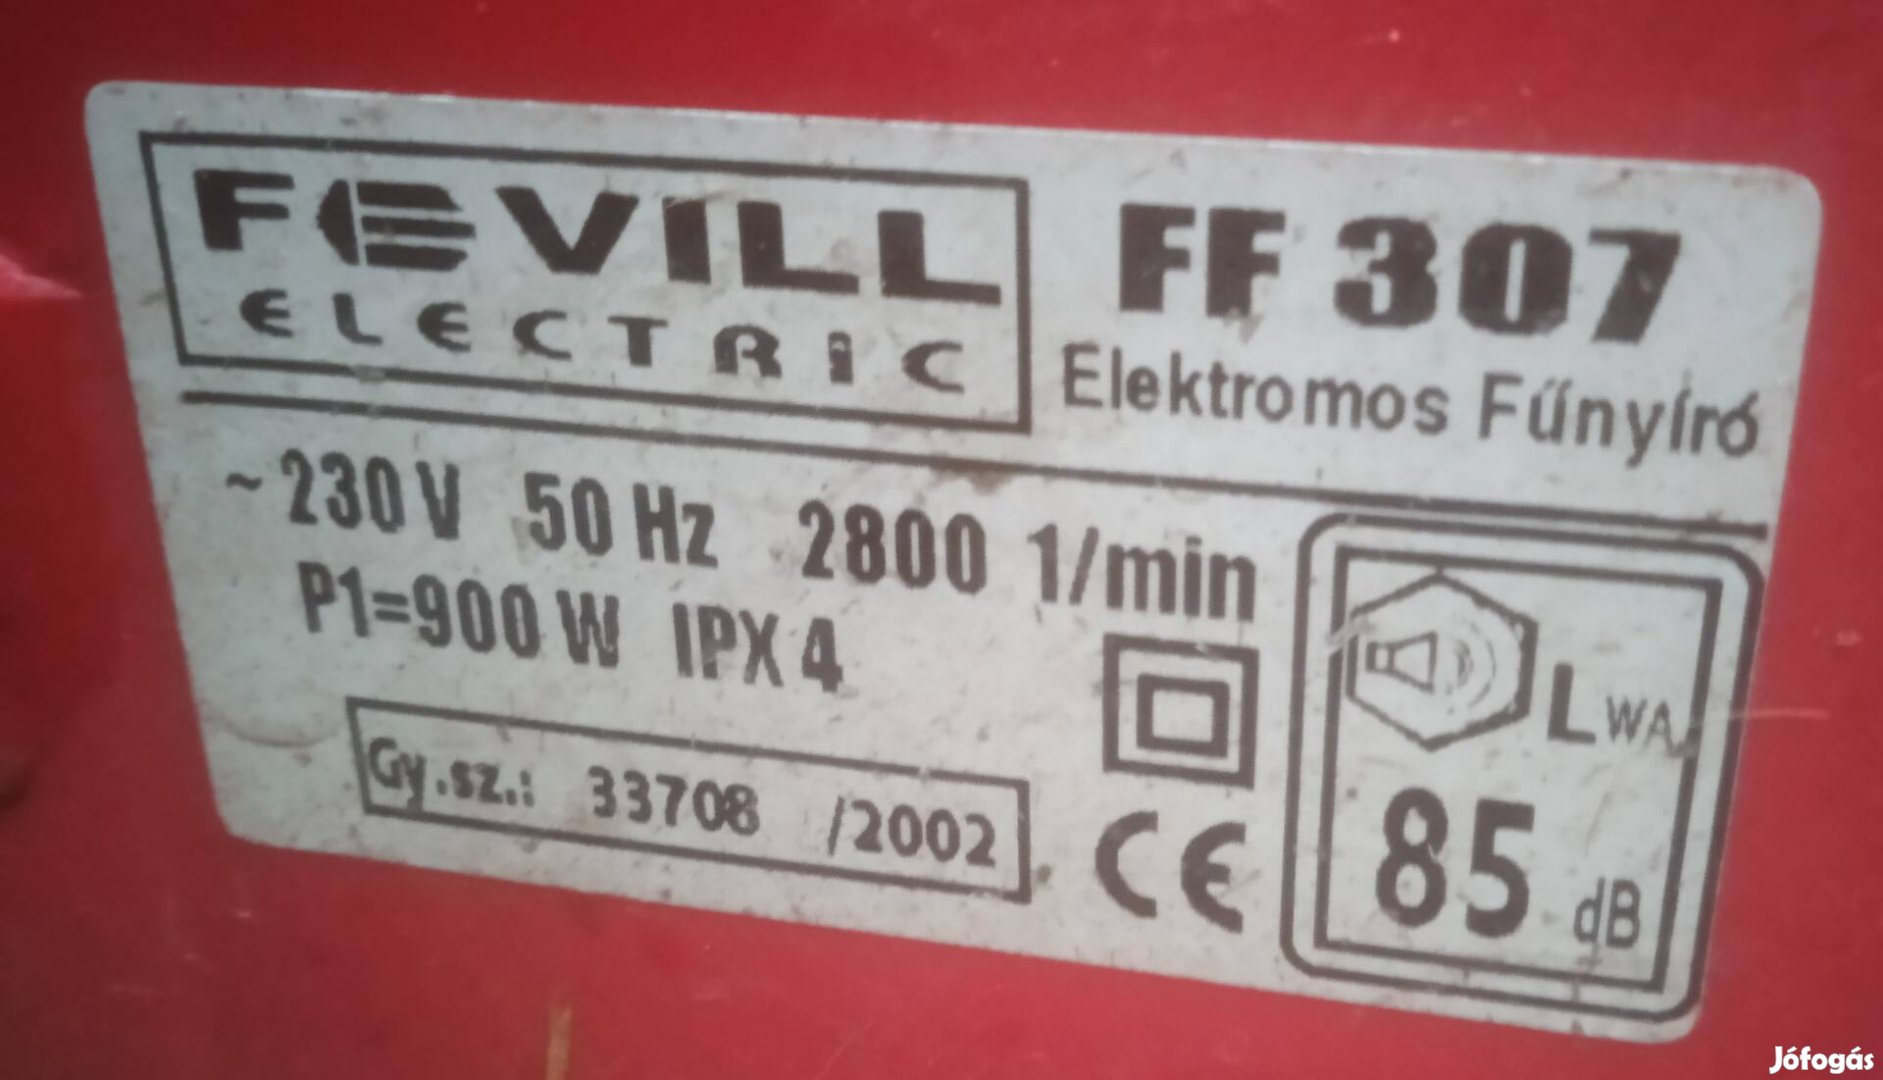 FÉVILL
ELECTRIC
FF 307
Elektromos Fűnyíró
~ 230 V 50 Hz 2800 1/min
P1=900 W IPX 4
Gy.sz.: 33708 /2002
CE
LWA
85 dB
Jófogás